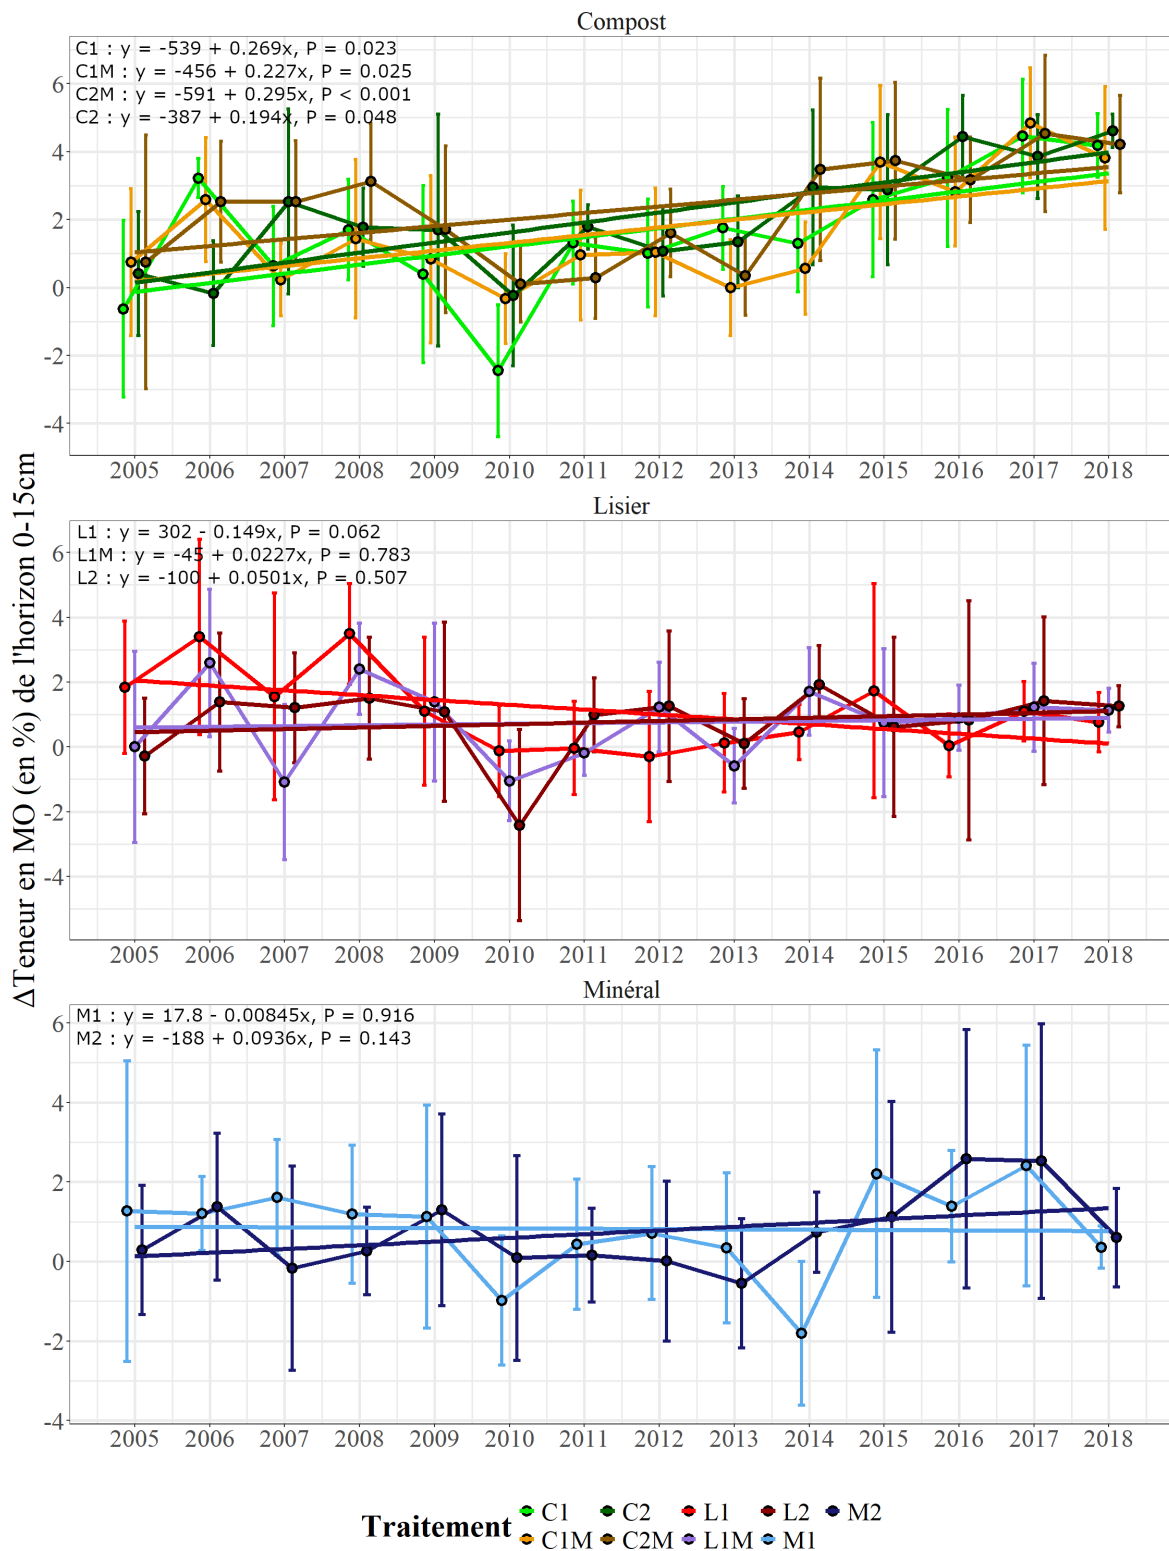 Compost
C1 : y = -539 + 0.269x, P = 0.023
C1M : y = -456 + 0.227x, P = 0.025
C2M : y = -591 + 0.295x, P < 0.001
C2 : y = -387 + 0.194x, P = 0.048
6
4
2
0
-2
-4
2005 2006 2007 2008 2009 2010 2011 2012 2013 2014 2015 2016 2017 2018
ΔTeneur en MO (en %) de l'horizon 0-15cm
Lisier
L1 : y = 302 - 0.149x, P = 0.062
L1M : y = -45 + 0.0227x, P = 0.783
L2 : y = -100 + 0.0501x, P = 0.507
6
4
2
0
-2
-4
2005 2006 2007 2008 2009 2010 2011 2012 2013 2014 2015 2016 2017 2018
Minéral
M1 : y = 17.8 - 0.00845x, P = 0.916
M2 : y = -188 + 0.0936x, P = 0.143
6
4
2
0
-2
-4
2005 2006 2007 2008 2009 2010 2011 2012 2013 2014 2015 2016 2017 2018
Traitement
C1 C2 L1 L2 M2
C1M C2M L1M M1